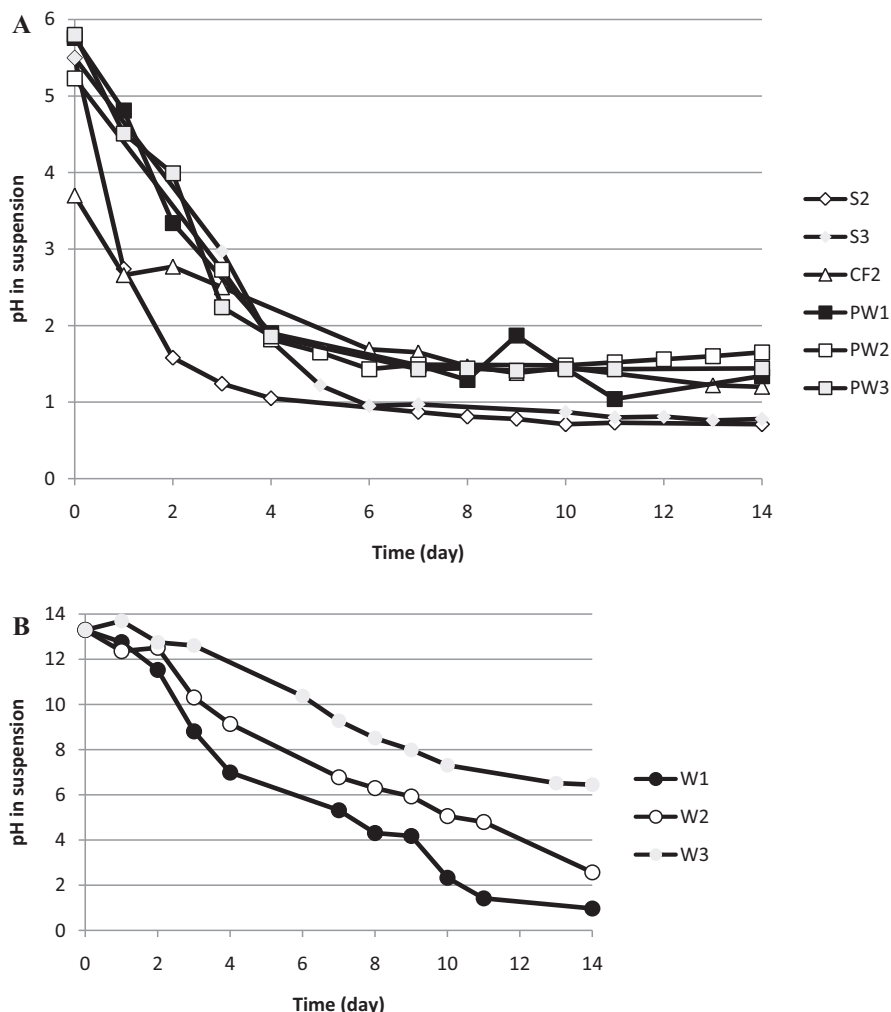 A
6
5
4
3
2
1
0
pH in suspension
0 2 4 6 8 10 12 14
Time (day)
S2
S3
CF2
PW1
PW2
PW3
B
14
12
10
8
6
4
2
0
pH in suspension
0 2 4 6 8 10 12 14
Time (day)
W1
W2
W3